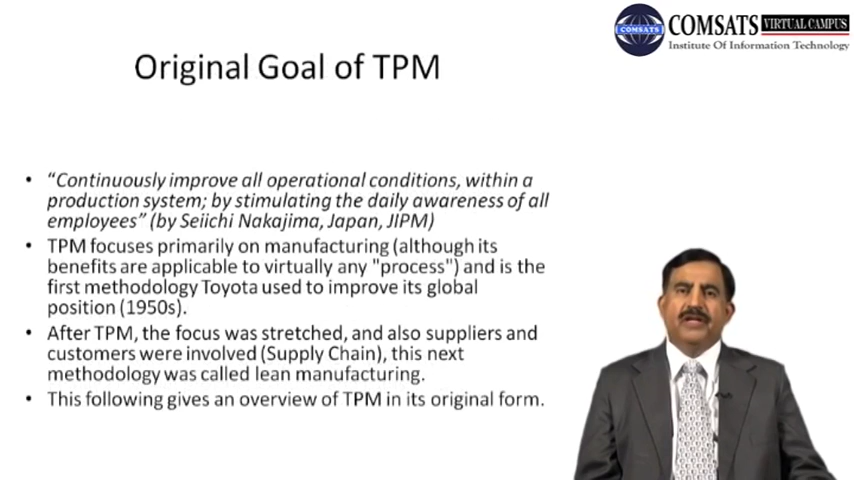 COMSATS VIRTUAL CAMPUS
COMSATS
Institute Of Information Technology
Original Goal of TPM
• “Continuously improve all operational conditions, within a
production system; by stimulating the daily awareness of all
employees” (by Seiichi Nakajima, Japan, JIPM)
• TPM focuses primarily on manufacturing (although its
benefits are applicable to virtually any "process") and is the
first methodology Toyota used to improve its global
position (1950s).
• After TPM, the focus was stretched, and also suppliers and
customers were involved (Supply Chain), this next
methodology was called lean manufacturing.
• This following gives an overview of TPM in its original form.